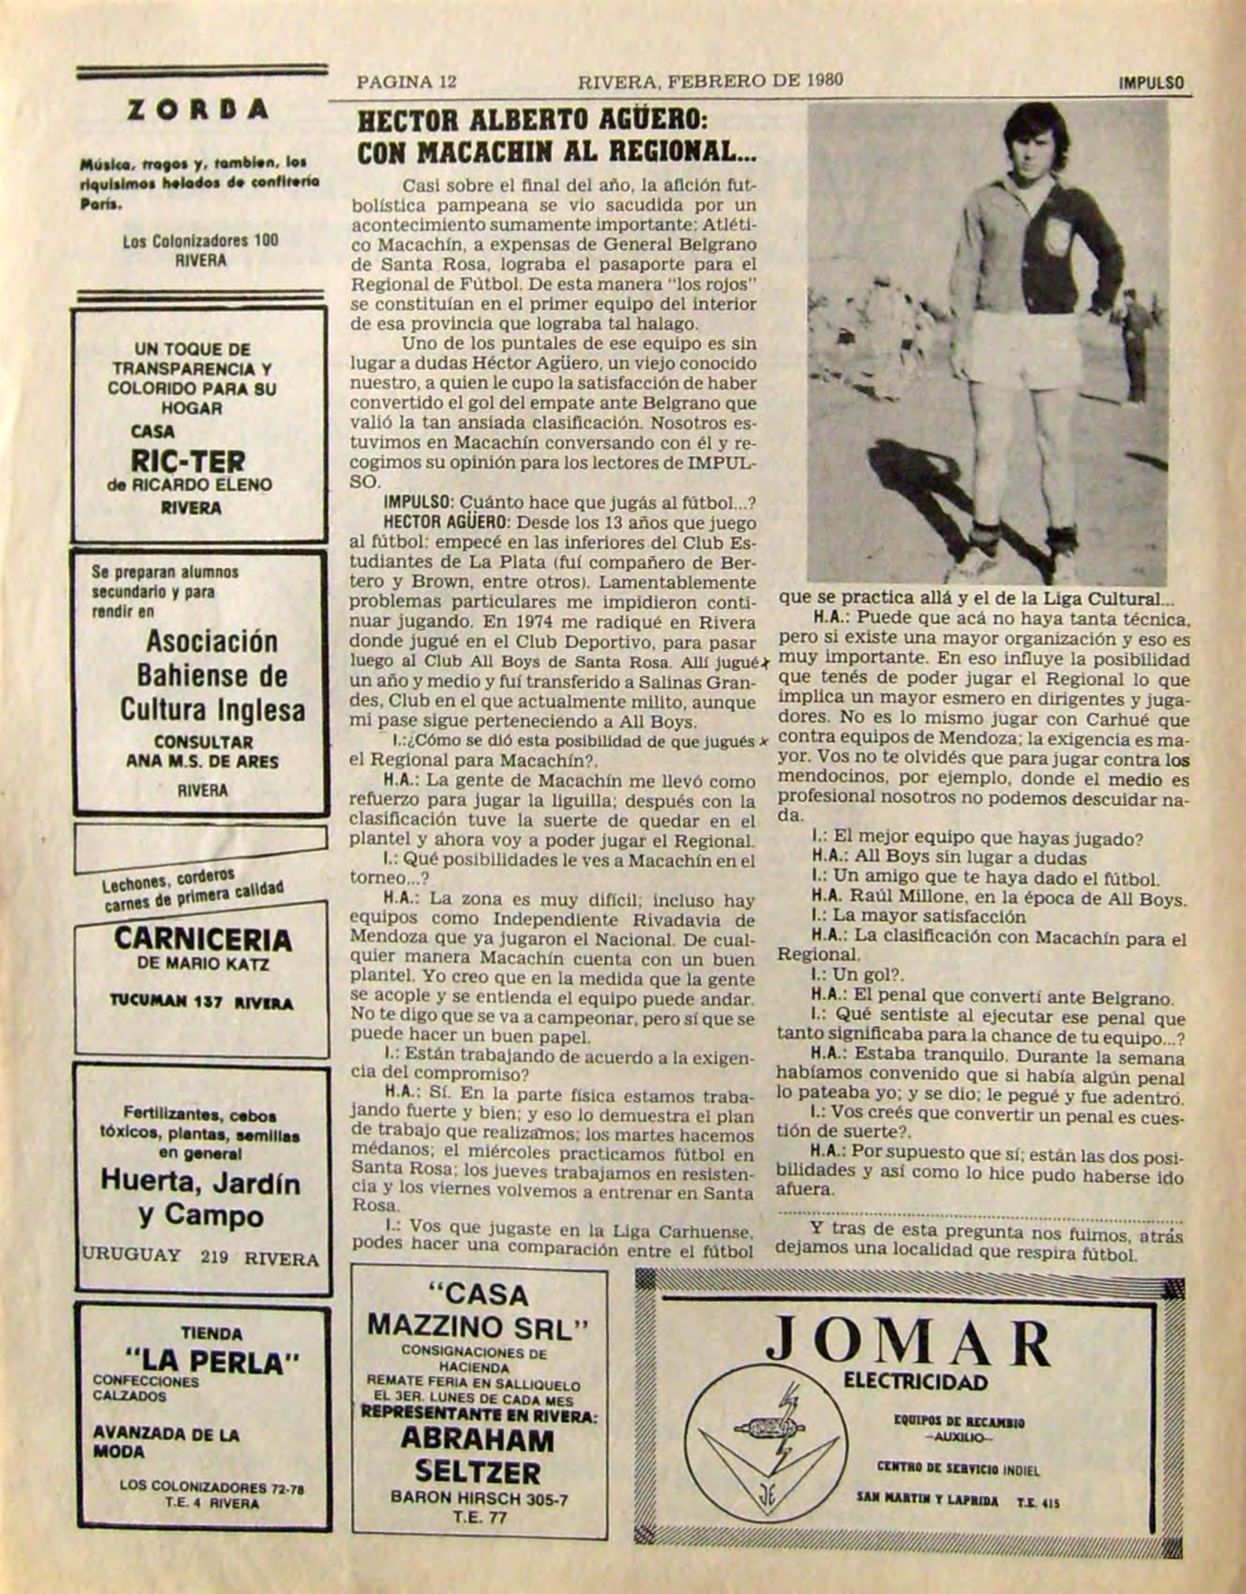 PAGINA 12
RIVERA, FEBRERO DE 1980
IMPULSO
ZORBA
Música, tragos y, tambien, los
riquísimos helados de confitería
París.
Los Colonizadores 100
RIVERA
UN TOQUE DE
TRANSPARENCIA Y
COLORIDO PARA SU
HOGAR
CASA
RIC-TER
de RICARDO ELENO
RIVERA
Se preparan alumnos
secundario y para
rendir en
Asociación
Bahiense de
Cultura Inglesa
CONSULTAR
ANA M.S. DE ARES
RIVERA
Lechones, corderos
carnes de primera calidad
CARNICERIA
DE MARIO KATZ
TUCUMAN 137 RIVERA
Fertilizantes, cebos
tóxicos, plantas, semillas
en general
Huerta, Jardín
y Campo
URUGUAY 219 RIVERA
TIENDA
"LA PERLA"
CONFECCIONES
CALZADOS
AVANZADA DE LA
MODA
LOS COLONIZADORES 72-78
T.E. 4 RIVERA
HECTOR ALBERTO AGÜERO:
CON MACACHIN AL REGIONAL...
Casi sobre el final del año, la afición fut-
bolística pampeana se vio sacudida por un
acontecimiento sumamente importante: Atléti-
co Macachín, a expensas de General Belgrano
de Santa Rosa, lograba el pasaporte para el
Regional de Fútbol. De esta manera "los rojos"
se constituían en el primer equipo del interior
de esa provincia que lograba tal halago.
Uno de los puntales de ese equipo es sin
lugar a dudas Héctor Agüero, un viejo conocido
nuestro, a quien le cupo la satisfacción de haber
convertido el gol del empate ante Belgrano que
valió la tan ansiada clasificación. Nosotros es-
tuvimos en Macachín conversando con él y re-
cogimos su opinión para los lectores de IMPUL-
SO.
IMPULSO: Cuánto hace que jugás al fútbol...?
HECTOR AGÜERO: Desde los 13 años que juego
al fútbol: empecé en las inferiores del Club Es-
tudiantes de La Plata (fuí compañero de Ber-
tero y Brown, entre otros). Lamentablemente
problemas particulares me impidieron conti-
nuar jugando. En 1974 me radiqué en Rivera
donde jugué en el Club Deportivo, para pasar
luego al Club All Boys de Santa Rosa. Allí jugué
un año y medio y fuí transferido a Salinas Gran-
des, Club en el que actualmente milito, aunque
mi pase sigue perteneciendo a All Boys.
I.:¿Cómo se dió esta posibilidad de que jugués
el Regional para Macachín?.
H.A.: La gente de Macachín me llevó como
refuerzo para jugar la liguilla; después con la
clasificación tuve la suerte de quedar en el
plantel y ahora voy a poder jugar el Regional.
I.: Qué posibilidades le ves a Macachín en el
torneo...?
H.A.: La zona es muy difícil; incluso hay
equipos como Independiente Rivadavia de
Mendoza que ya jugaron el Nacional. De cual-
quier manera Macachín cuenta con un buen
plantel. Yo creo que en la medida que la gente
se acople y se entienda el equipo puede andar.
No te digo que se va a campeonar, pero sí que se
puede hacer un buen papel.
I.: Están trabajando de acuerdo a la exigen-
cia del compromiso?
H.A.: Sí. En la parte física estamos traba-
jando fuerte y bien; y eso lo demuestra el plan
de trabajo que realizamos; los martes hacemos
médanos; el miércoles practicamos fútbol en
Santa Rosa; los jueves trabajamos en resisten-
cia y los viernes volvemos a entrenar en Santa
Rosa.
I.: Vos que jugaste en la Liga Carhuense,
podes hacer una comparación entre el fútbol
que se practica allá y el de la Liga Cultural...
H.A.: Puede que acá no haya tanta técnica,
pero si existe una mayor organización y eso es
muy importante. En eso influye la posibilidad
que tenés de poder jugar el Regional lo que
implica un mayor esmero en dirigentes y juga-
dores. No es lo mismo jugar con Carhué que
contra equipos de Mendoza; la exigencia es ma-
yor. Vos no te olvidés que para jugar contra los
mendocinos, por ejemplo, donde el medio es
profesional nosotros no podemos descuidar na-
da.
I.: El mejor equipo que hayas jugado?
H.A.: All Boys sin lugar a dudas
I.: Un amigo que te haya dado el fútbol.
H.A. Raúl Millone, en la época de All Boys.
I.: La mayor satisfacción
H.A.: La clasificación con Macachín para el
Regional.
I.: Un gol?.
H.A.: El penal que convertí ante Belgrano.
I.: Qué sentiste al ejecutar ese penal que
tanto significaba para la chance de tu equipo...?
H.A.: Estaba tranquilo. Durante la semana
habíamos convenido que si había algún penal
lo pateaba yo; y se dio; le pegué y fue adentró.
I.: Vos creés que convertir un penal es cues-
tión de suerte?.
H.A.: Por supuesto que sí; están las dos posi-
bilidades y así como lo hice pudo haberse ido
afuera.
Y tras de esta pregunta nos fuimos, atrás
dejamos una localidad que respira fútbol.
"CASA
MAZZINO SRL"
CONSIGNACIONES DE
HACIENDA
REMATE FERIA EN SALLIQUELO
EL 3ER. LUNES DE CADA MES
REPRESENTANTE EN RIVERA:
ABRAHAM
SELTZER
BARON HIRSCH 305-7
T.E. 77
JOMAR
ELECTRICIDAD
EQUIPOS DE RECAMBIO
-AUXILIO-
CENTRO DE SERVICIO INDIEL
SAN MARTIN Y LAPRIDA T.E. 415
JE